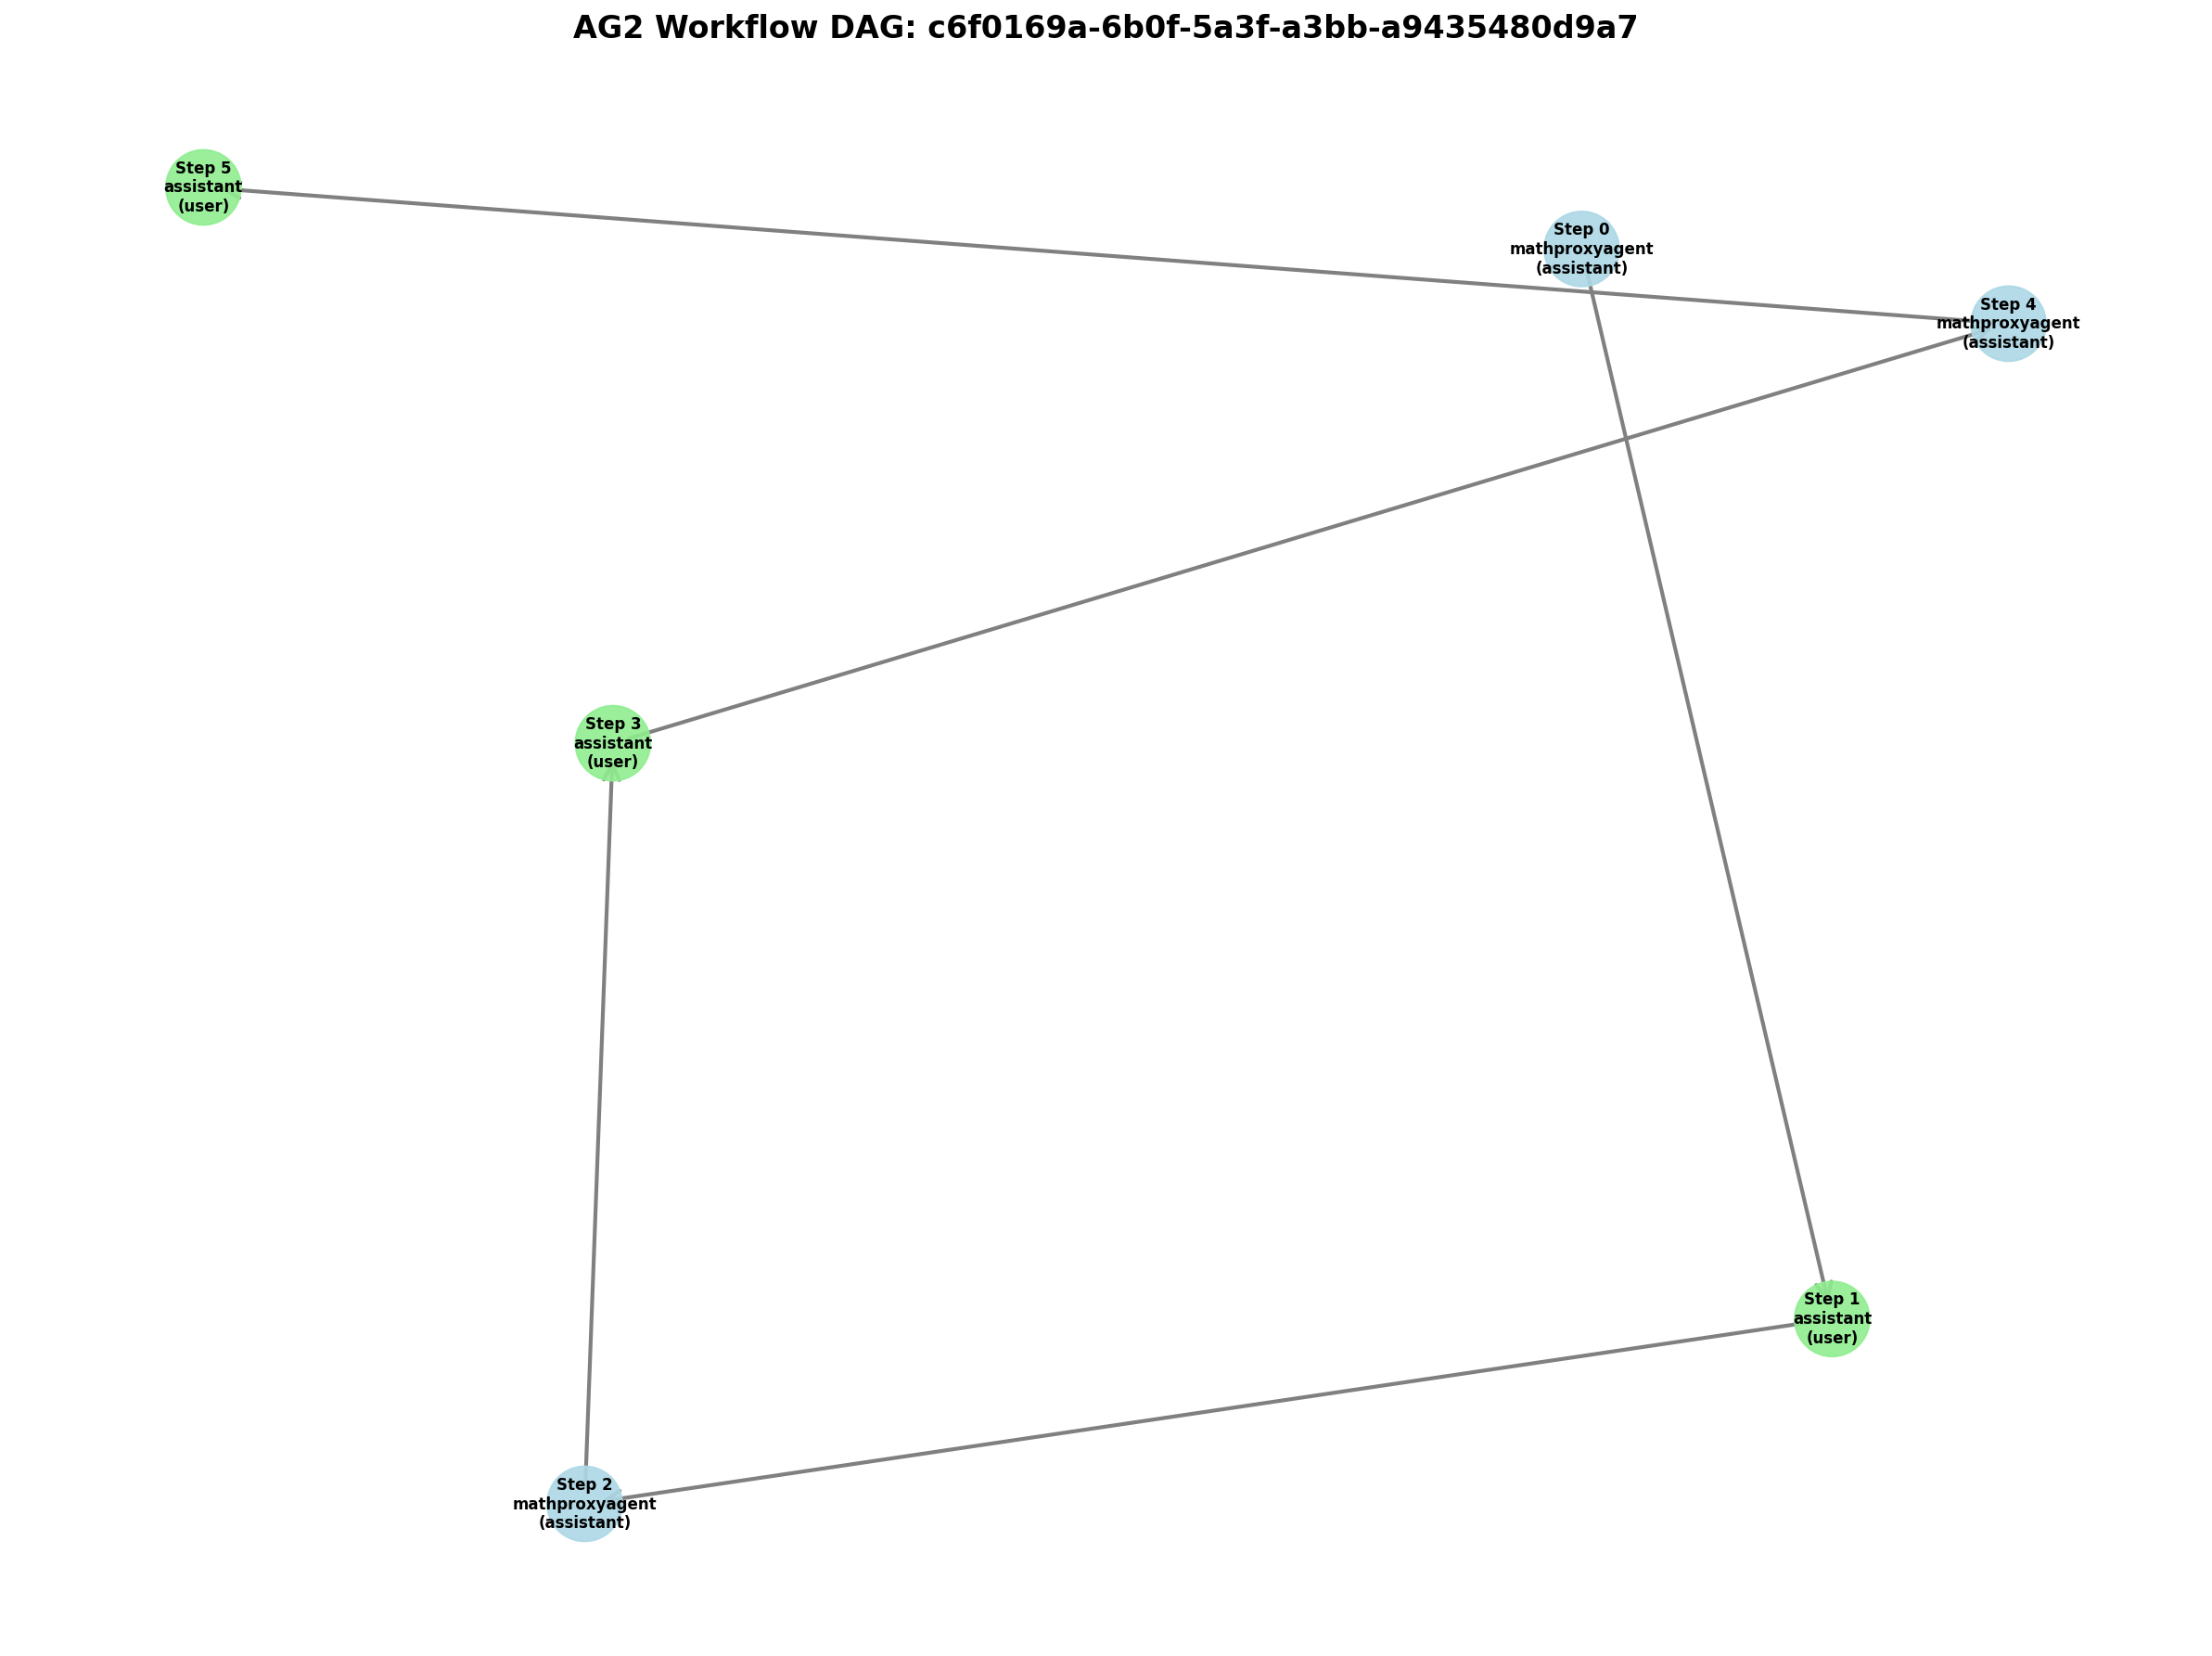 AG2 Workflow DAG: c6f0169a-6b0f-5a3f-a3bb-a9435480d9a7
Step 5
assistant
(user)
Step 0
mathproxyagent
(assistant)
Step 4
mathproxyagent
(assistant)
Step 3
assistant
(user)
Step 1
assistant
(user)
Step 2
mathproxyagent
(assistant)